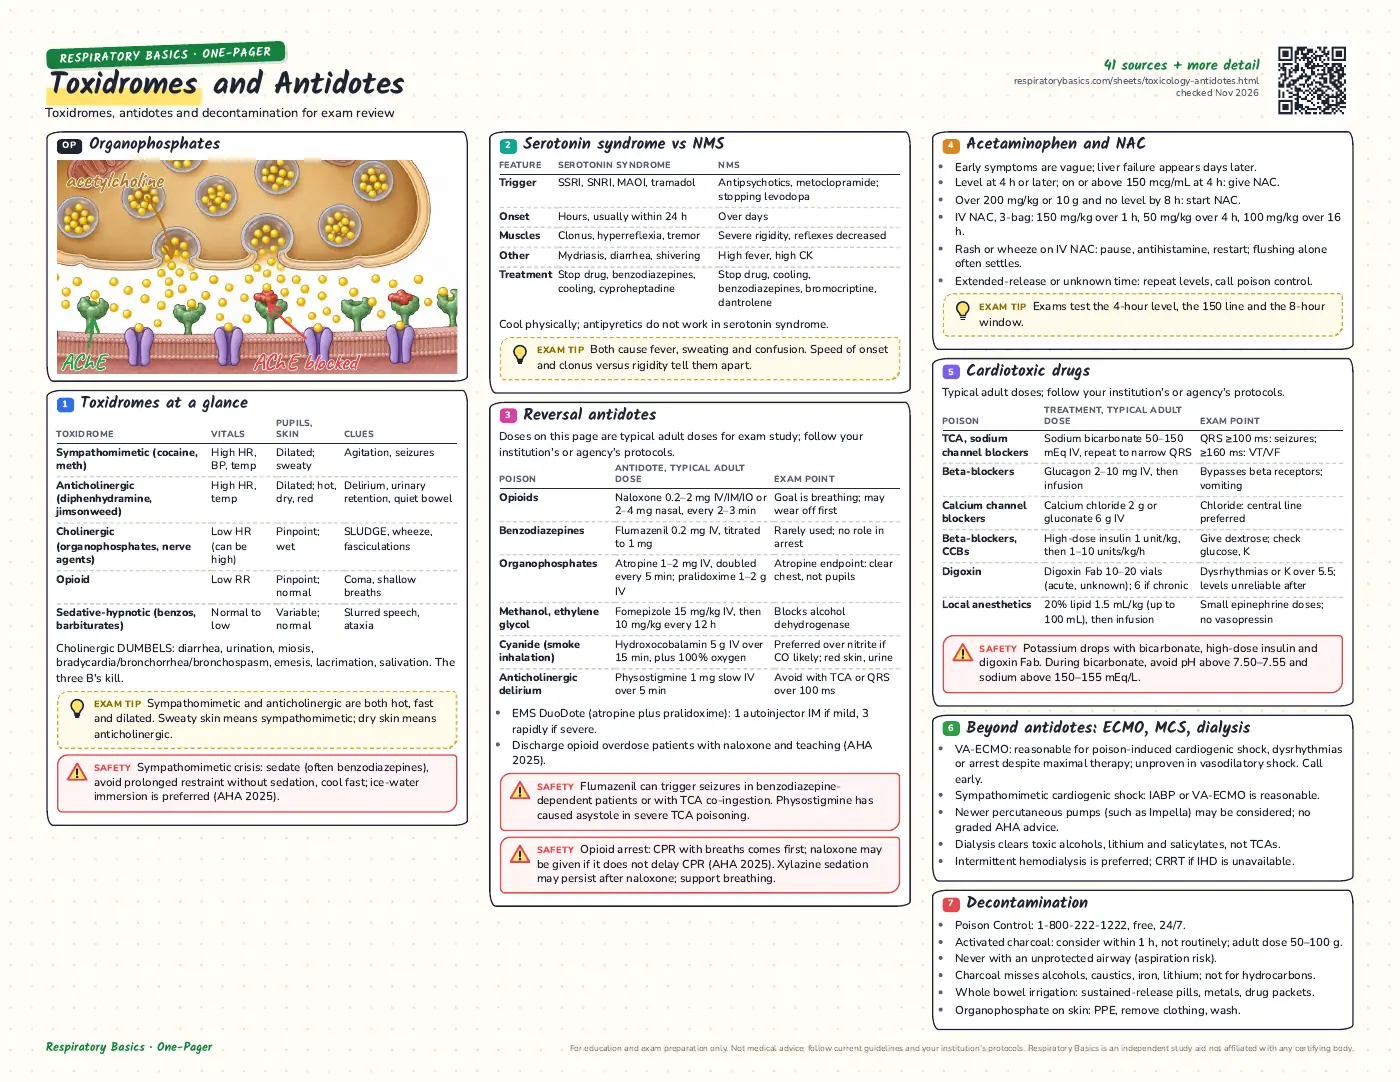 RESPIRATORY BASICS · ONE-PAGER
Toxidromes and Antidotes
Toxidromes, antidotes and decontamination for exam review
41 sources + more detail
respiratorybasics.com/sheets/toxicology-antidotes.html
checked Nov 2026
OP Organophosphates
acetylcholine
AChE
AChE blocked
1 Toxidromes at a glance
TOXIDROME VITALS PUPILS, SKIN CLUES
Sympathomimetic (cocaine, meth) High HR, BP, temp Dilated; sweaty Agitation, seizures
Anticholinergic (diphenhydramine, jimsonweed) High HR, temp Dilated; hot, dry, red Delirium, urinary retention, quiet bowel
Cholinergic (organophosphates, nerve agents) Low HR (can be high) Pinpoint; wet SLUDGE, wheeze, fasciculations
Opioid Low RR Pinpoint; normal Coma, shallow breaths
Sedative-hypnotic (benzos, barbiturates) Normal to low Variable; normal Slurred speech, ataxia
Cholinergic DUMBELS: diarrhea, urination, miosis,
bradycardia/bronchorrhea/bronchospasm, emesis, lacrimation, salivation. The
three B's kill.
EXAM TIP Sympathomimetic and anticholinergic are both hot, fast
and dilated. Sweaty skin means sympathomimetic; dry skin means
anticholinergic.
SAFETY Sympathomimetic crisis: sedate (often benzodiazepines),
avoid prolonged restraint without sedation, cool fast; ice-water
immersion is preferred (AHA 2025).
2 Serotonin syndrome vs NMS
FEATURE SEROTONIN SYNDROME NMS
Trigger SSRI, SNRI, MAOI, tramadol Antipsychotics, metoclopramide; stopping levodopa
Onset Hours, usually within 24 h Over days
Muscles Clonus, hyperreflexia, tremor Severe rigidity, reflexes decreased
Other Mydriasis, diarrhea, shivering High fever, high CK
Treatment Stop drug, benzodiazepines, cooling, cyproheptadine Stop drug, cooling, benzodiazepines, bromocriptine, dantrolene
Cool physically; antipyretics do not work in serotonin syndrome.
EXAM TIP Both cause fever, sweating and confusion. Speed of onset
and clonus versus rigidity tell them apart.
3 Reversal antidotes
Doses on this page are typical adult doses for exam study; follow your
institution's or agency's protocols.
POISON ANTIDOTE, TYPICAL ADULT DOSE EXAM POINT
Opioids Naloxone 0.2–2 mg IV/IM/IO or 2–4 mg nasal, every 2–3 min Goal is breathing; may wear off first
Benzodiazepines Flumazenil 0.2 mg IV, titrated to 1 mg Rarely used; no role in arrest
Organophosphates Atropine 1–2 mg IV, doubled every 5 min; pralidoxime 1–2 g IV Atropine endpoint: clear chest, not pupils
Methanol, ethylene glycol Fomepizole 15 mg/kg IV, then 10 mg/kg every 12 h Blocks alcohol dehydrogenase
Cyanide (smoke inhalation) Hydroxocobalamin 5 g IV over 15 min, plus 100% oxygen Preferred over nitrite if CO likely; red skin, urine
Anticholinergic delirium Physostigmine 1 mg slow IV over 5 min Avoid with TCA or QRS over 100 ms
• EMS DuoDote (atropine plus pralidoxime): 1 autoinjector IM if mild, 3
rapidly if severe.
• Discharge opioid overdose patients with naloxone and teaching (AHA
2025).
SAFETY Flumazenil can trigger seizures in benzodiazepine-
dependent patients or with TCA co-ingestion. Physostigmine has
caused asystole in severe TCA poisoning.
SAFETY Opioid arrest: CPR with breaths comes first; naloxone may
be given if it does not delay CPR (AHA 2025). Xylazine sedation
may persist after naloxone; support breathing.
4 Acetaminophen and NAC
• Early symptoms are vague; liver failure appears days later.
• Level at 4 h or later; on or above 150 mcg/mL at 4 h: give NAC.
• Over 200 mg/kg or 10 g and no level by 8 h: start NAC.
• IV NAC, 3-bag: 150 mg/kg over 1 h, 50 mg/kg over 4 h, 100 mg/kg over 16
h.
• Rash or wheeze on IV NAC: pause, antihistamine, restart; flushing alone
often settles.
• Extended-release or unknown time: repeat levels, call poison control.
EXAM TIP Exams test the 4-hour level, the 150 line and the 8-hour
window.
5 Cardiotoxic drugs
Typical adult doses; follow your institution's or agency's protocols.
POISON TREATMENT, TYPICAL ADULT DOSE EXAM POINT
TCA, sodium channel blockers Sodium bicarbonate 50–150 mEq IV, repeat to narrow QRS QRS ≥100 ms: seizures; ≥160 ms: VT/VF
Beta-blockers Glucagon 2–10 mg IV, then infusion Bypasses beta receptors; vomiting
Calcium channel blockers Calcium chloride 2 g or gluconate 6 g IV Chloride: central line preferred
Beta-blockers, CCBs High-dose insulin 1 unit/kg, then 1–10 units/kg/h Give dextrose; check glucose, K
Digoxin Digoxin Fab 10–20 vials (acute, unknown); 6 if chronic Dysrhythmias or K over 5.5; levels unreliable after
Local anesthetics 20% lipid 1.5 mL/kg (up to 100 mL), then infusion Small epinephrine doses; no vasopressin
SAFETY Potassium drops with bicarbonate, high-dose insulin and
digoxin Fab. During bicarbonate, avoid pH above 7.50–7.55 and
sodium above 150–155 mEq/L.
6 Beyond antidotes: ECMO, MCS, dialysis
• VA-ECMO: reasonable for poison-induced cardiogenic shock, dysrhythmias
or arrest despite maximal therapy; unproven in vasodilatory shock. Call
early.
• Sympathomimetic cardiogenic shock: IABP or VA-ECMO is reasonable.
• Newer percutaneous pumps (such as Impella) may be considered; no
graded AHA advice.
• Dialysis clears toxic alcohols, lithium and salicylates, not TCAs.
• Intermittent hemodialysis is preferred; CRRT if IHD is unavailable.
7 Decontamination
• Poison Control: 1-800-222-1222, free, 24/7.
• Activated charcoal: consider within 1 h, not routinely; adult dose 50–100 g.
• Never with an unprotected airway (aspiration risk).
• Charcoal misses alcohols, caustics, iron, lithium; not for hydrocarbons.
• Whole bowel irrigation: sustained-release pills, metals, drug packets.
• Organophosphate on skin: PPE, remove clothing, wash.
Respiratory Basics · One-Pager
For education and exam preparation only. Not medical advice; follow current guidelines and your institution's protocols. Respiratory Basics is an independent study aid not affiliated with any certifying body.